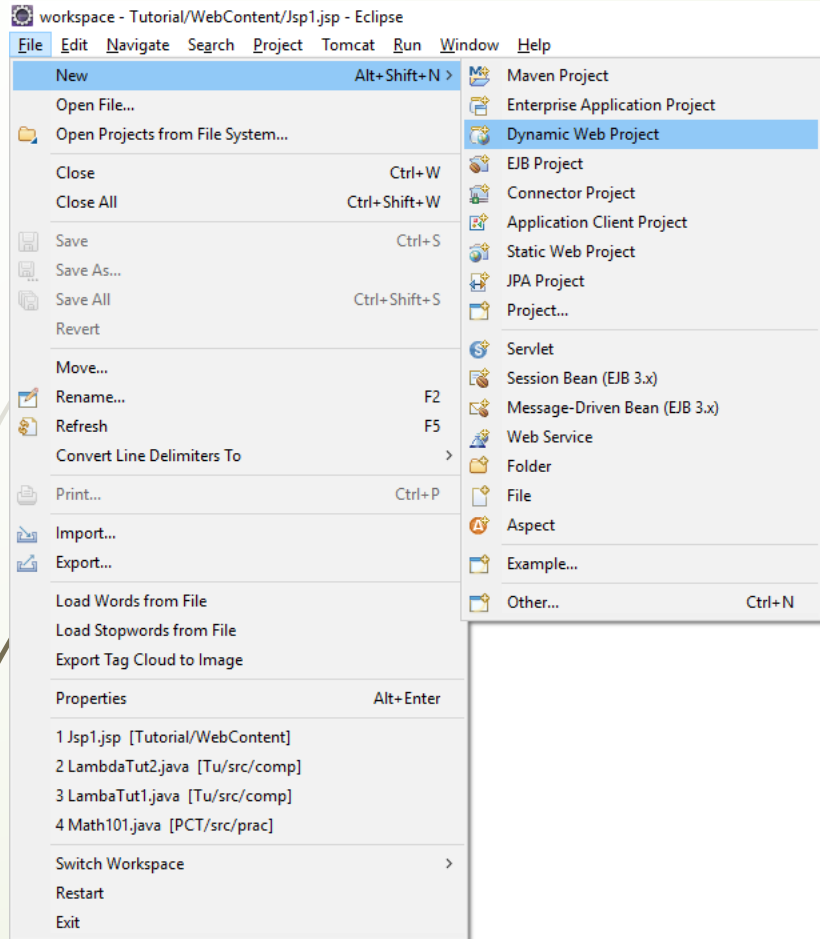 workspace - Tutorial/WebContent/Jsp1.jsp - Eclipse
File Edit Navigate Search Project Tomcat Run Window Help
New Alt+Shift+N >
Open File...
Open Projects from File System...
Close Ctrl+W
Close All Ctrl+Shift+W
Save Ctrl+S
Save As...
Save All Ctrl+Shift+S
Revert
Move...
Rename... F2
Refresh F5
Convert Line Delimiters To >
Print... Ctrl+P
Import...
Export...
Load Words from File
Load Stopwords from File
Export Tag Cloud to Image
Properties Alt+Enter
1 Jsp1.jsp [Tutorial/WebContent]
2 LambdaTut2.java [Tu/src/comp]
3 LambaTut1.java [Tu/src/comp]
4 Math101.java [PCT/src/prac]
Switch Workspace >
Restart
Exit
Maven Project
Enterprise Application Project
Dynamic Web Project
EJB Project
Connector Project
Application Client Project
Static Web Project
JPA Project
Project...
Servlet
Session Bean (EJB 3.x)
Message-Driven Bean (EJB 3.x)
Web Service
Folder
File
Aspect
Example...
Other... Ctrl+N